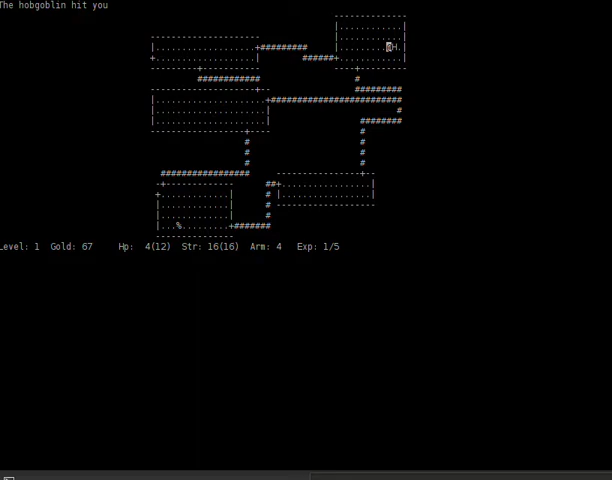 The hobgoblin hit you
Level: 1 Gold: 67 Hp: 4(12) Str: 16(16) Arm: 4 Exp: 1/5